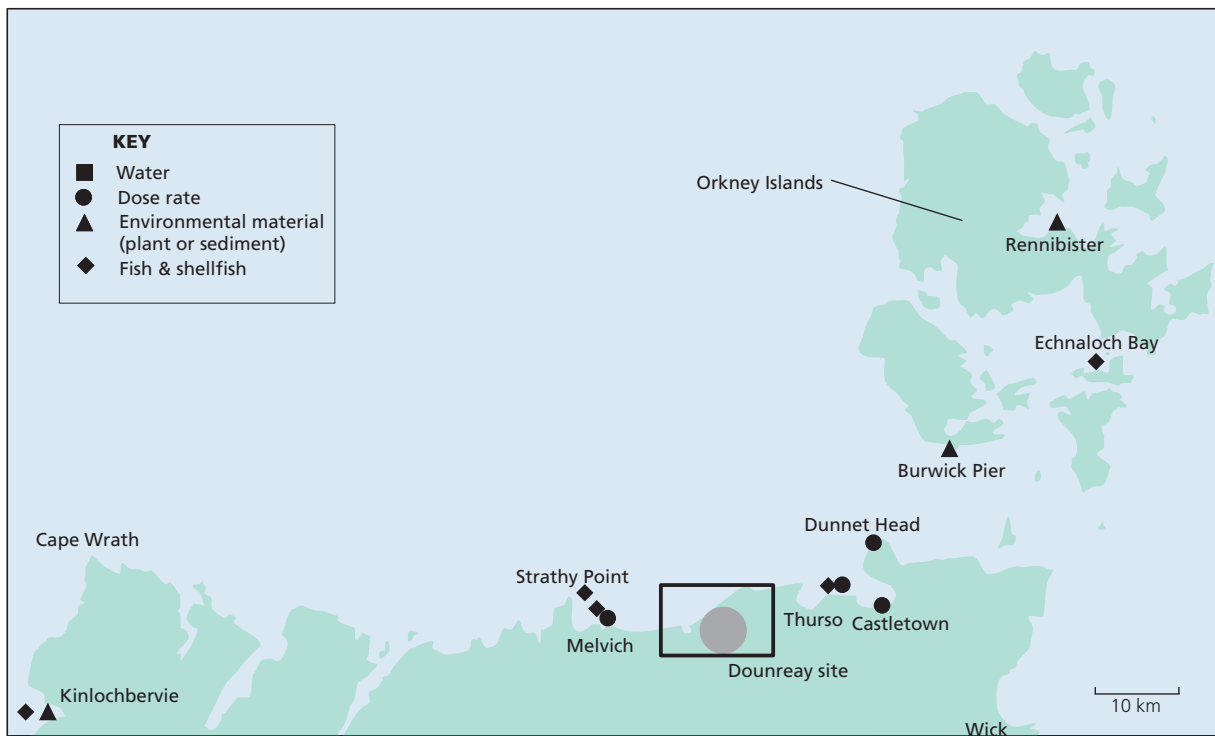 KEY
Water
Dose rate
Environmental material
(plant or sediment)
Fish & shellfish
Orkney Islands
Rennibister
Echnaloch Bay
Burwick Pier
Dunnet Head
Cape Wrath
Strathy Point
Thurso
Castletown
Melvich
Dounreay site
Kinlochbervie
10 km
Wick